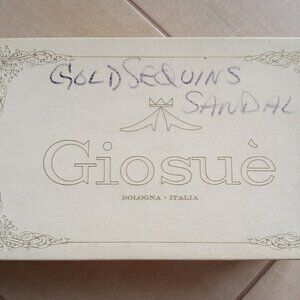 GOLD SEQUINS
SANDAL
Giosuè
BOLOGNA • ITALIA